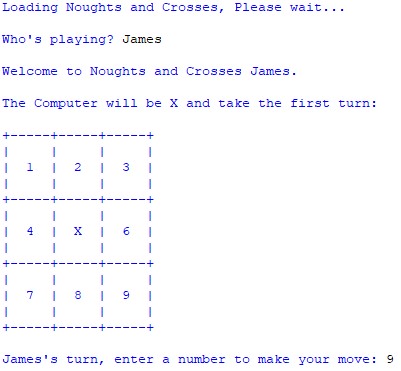 Loading Noughts and Crosses, Please wait...
Who's playing? James
Welcome to Noughts and Crosses James.
The Computer will be X and take the first turn:
+-----+-----+-----+
|     |     |     |
|  1  |  2  |  3  |
|     |     |     |
+-----+-----+-----+
|     |     |     |
|  4  |  X  |  6  |
|     |     |     |
+-----+-----+-----+
|     |     |     |
|  7  |  8  |  9  |
|     |     |     |
+-----+-----+-----+
James's turn, enter a number to make your move: 9